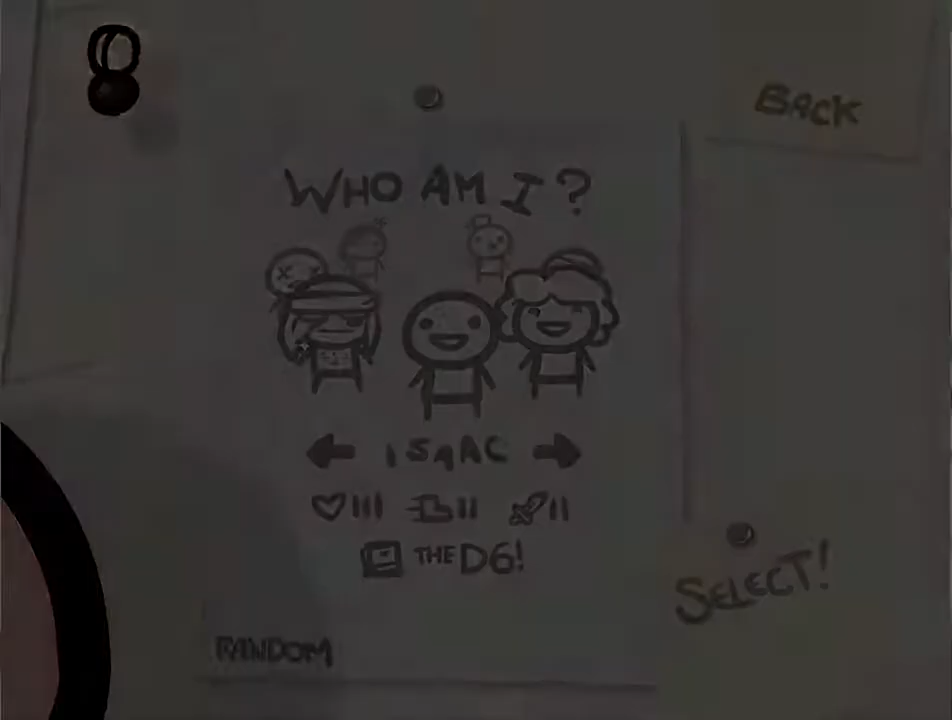 BACK
WHO AM I?
ISAAC
THE D6!
SELECT!
RANDOM